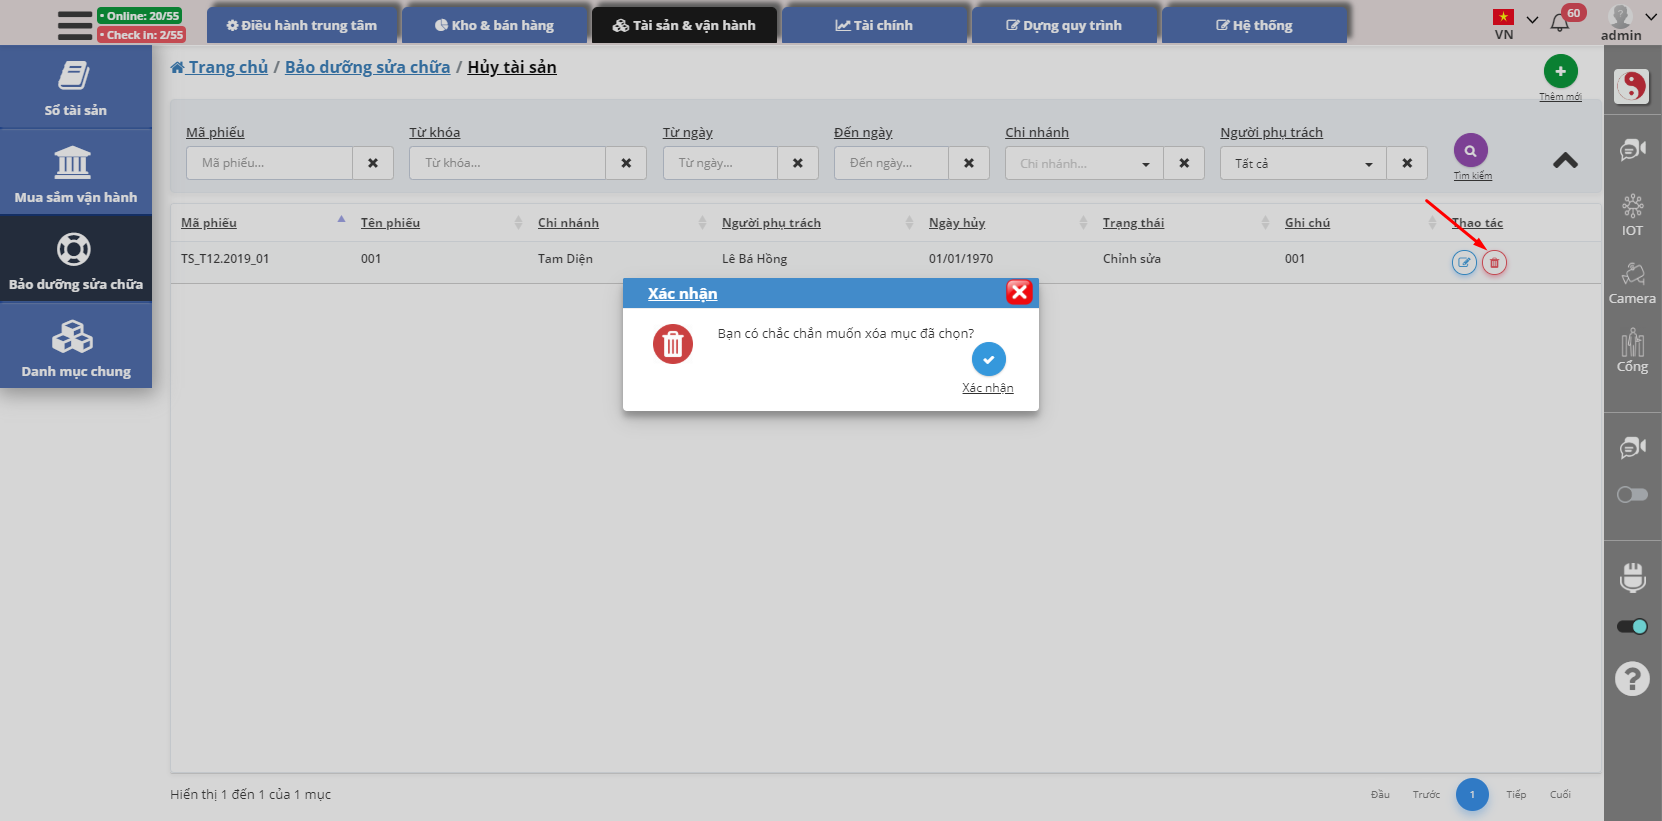 Online: 20/55
Check in: 2/55
Điều hành trung tâm
Kho & bán hàng
Tài sản & vận hành
Tài chính
Dựng quy trình
Hệ thống
VN
60
admin
Sổ tài sản
Mua sắm vận hành
Bảo dưỡng sửa chữa
Danh mục chung
Trang chủ / Bảo dưỡng sửa chữa / Hủy tài sản
Thêm mới
Mã phiếu
Từ khóa
Từ ngày
Đến ngày
Chi nhánh
Người phụ trách
Mã phiếu...
Từ khóa...
Từ ngày...
Đến ngày...
Chi nhánh...
Tất cả
Tìm kiếm
Mã phiếu
Tên phiếu
Chi nhánh
Người phụ trách
Ngày hủy
Trạng thái
Ghi chú
Thao tác
TS_T12.2019_01
001
Tam Diện
Lê Bá Hồng
01/01/1970
Chỉnh sửa
001
Xác nhận
Bạn có chắc chắn muốn xóa mục đã chọn?
Xác nhận
IOT
Camera
Cổng
Hiển thị 1 đến 1 của 1 mục
Đầu
Trước
1
Tiếp
Cuối